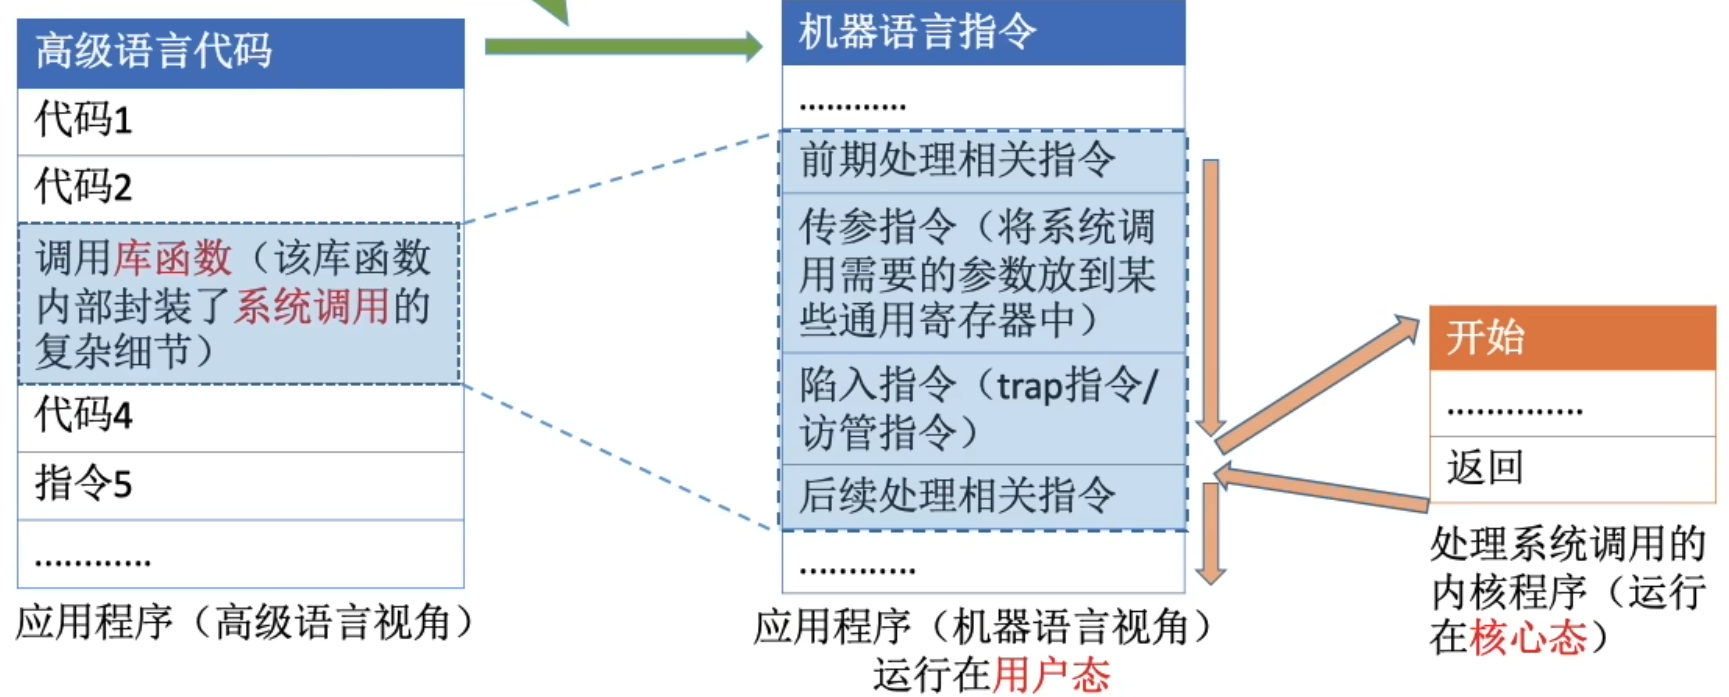 高级语言代码
代码1
代码2
调用库函数（该库函数
内部封装了系统调用的
复杂细节）
代码4
指令5
............
应用程序（高级语言视角）
机器语言指令
............
前期处理相关指令
传参指令（将系统调
用需要的参数放到某
些通用寄存器中）
陷入指令（trap指令/
访管指令）
后续处理相关指令
............
应用程序（机器语言视角）
运行在用户态
开始
..............
返回
处理系统调用的
内核程序（运行
在核心态）